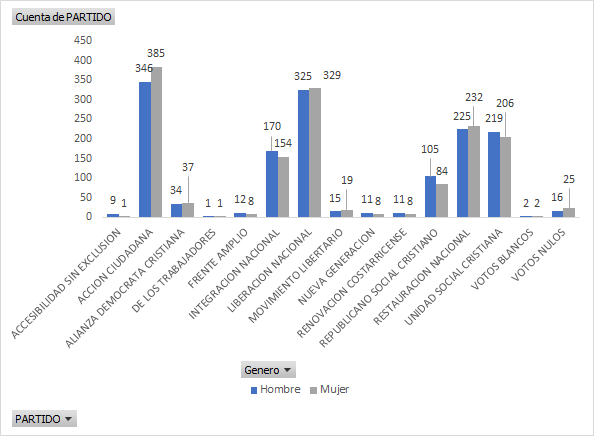 Cuenta de PARTIDO
450
400
350
300
250
200
150
100
50
0
9 1
346 385
34 37
1 1
12 8
170 154
325 329
15 19
11 8
11 8
105 84
225 232
219 206
2 2
16 25
ACCESIBILIDAD SIN EXCLUSION
ACCION CIUDADANA
ALIANZA DEMOCRATA CRISTIANA
DE LOS TRABAJADORES
FRENTE AMPLIO
INTEGRACION NACIONAL
LIBERACION NACIONAL
MOVIMIENTO LIBERTARIO
NUEVA GENERACION
RENOVACION COSTARRICENSE
REPUBLICANO SOCIAL CRISTIANO
RESTAURACION NACIONAL
UNIDAD SOCIAL CRISTIANA
VOTOS BLANCOS
VOTOS NULOS
Genero
Hombre Mujer
PARTIDO